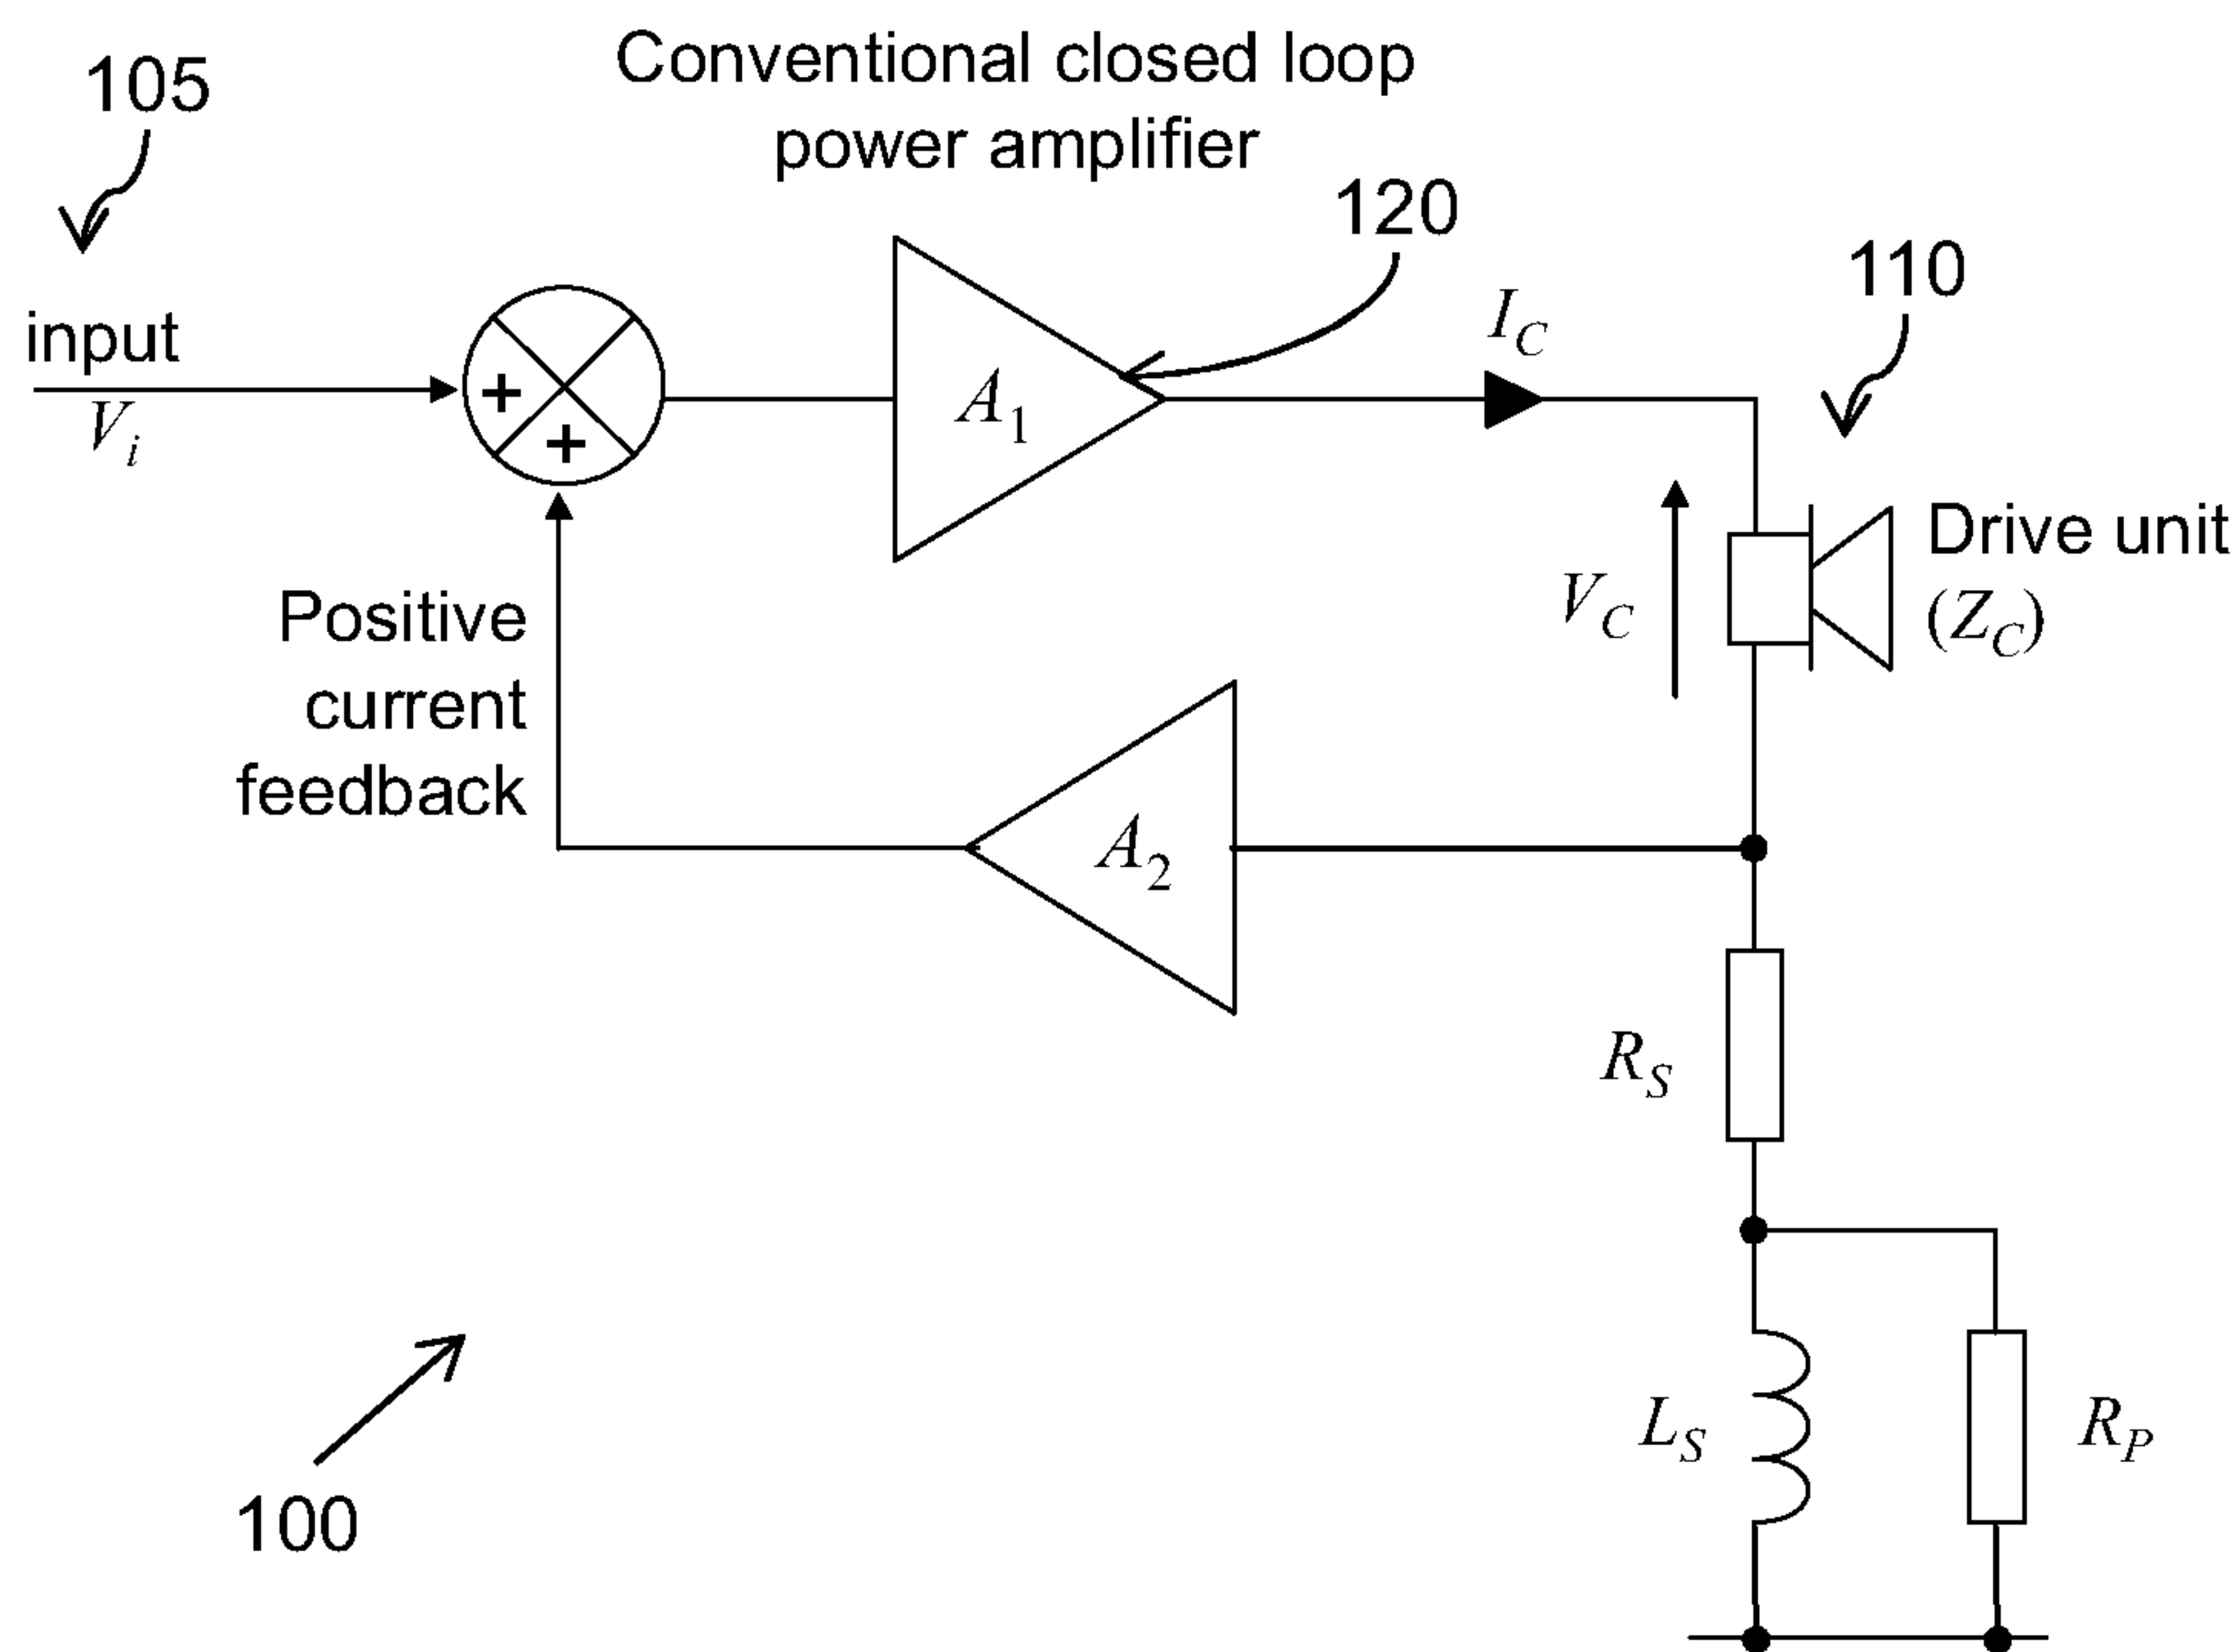 Conventional closed loop
power amplifier
105
120
110
input
V_i
+
+
A_1
I_C
V_C
Drive unit
(Z_C)
Positive
current
feedback
A_2
R_S
L_S
R_P
100